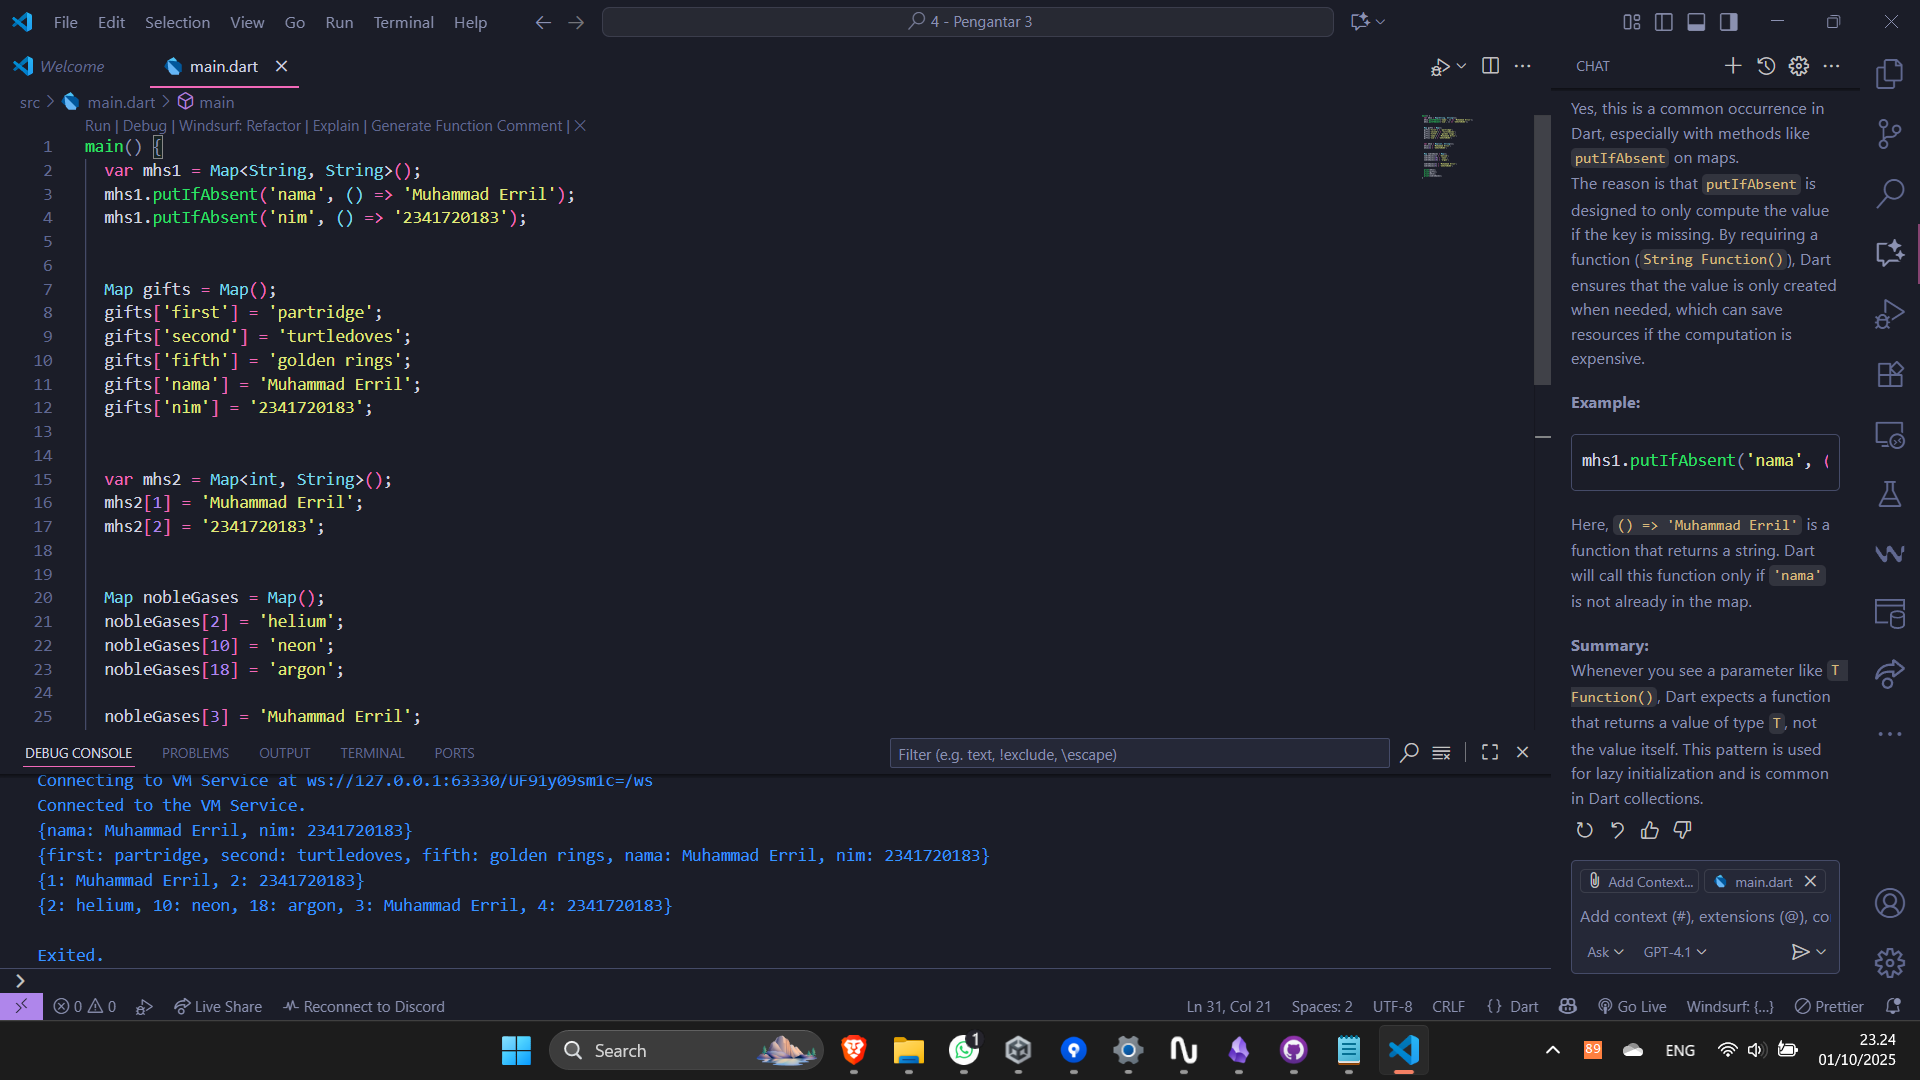 File Edit Selection View Go Run Terminal Help
4 - Pengantar 3
Welcome
main.dart
src > main.dart > main
Run | Debug | Windsurf: Refactor | Explain | Generate Function Comment | X
1 main() {
2 var mhs1 = Map<String, String>();
3 mhs1.putIfAbsent('nama', () => 'Muhammad Erril');
4 mhs1.putIfAbsent('nim', () => '2341720183');
5
6
7 Map gifts = Map();
8 gifts['first'] = 'partridge';
9 gifts['second'] = 'turtledoves';
10 gifts['fifth'] = 'golden rings';
11 gifts['nama'] = 'Muhammad Erril';
12 gifts['nim'] = '2341720183';
13
14
15 var mhs2 = Map<int, String>();
16 mhs2[1] = 'Muhammad Erril';
17 mhs2[2] = '2341720183';
18
19
20 Map nobleGases = Map();
21 nobleGases[2] = 'helium';
22 nobleGases[10] = 'neon';
23 nobleGases[18] = 'argon';
24
25 nobleGases[3] = 'Muhammad Erril';
DEBUG CONSOLE PROBLEMS OUTPUT TERMINAL PORTS
Filter (e.g. text, !exclude, \escape)
Connecting to VM Service at ws://127.0.0.1:63330/UF91y09sm1c=/ws
Connected to the VM Service.
{nama: Muhammad Erril, nim: 2341720183}
{first: partridge, second: turtledoves, fifth: golden rings, nama: Muhammad Erril, nim: 2341720183}
{1: Muhammad Erril, 2: 2341720183}
{2: helium, 10: neon, 18: argon, 3: Muhammad Erril, 4: 2341720183}
Exited.
CHAT
Yes, this is a common occurrence in
Dart, especially with methods like
putIfAbsent on maps.
The reason is that putIfAbsent is
designed to only compute the value
if the key is missing. By requiring a
function (String Function()), Dart
ensures that the value is only created
when needed, which can save
resources if the computation is
expensive.
Example:
mhs1.putIfAbsent('nama', (
Here, () => 'Muhammad Erril' is a
function that returns a string. Dart
will call this function only if 'nama'
is not already in the map.
Summary:
Whenever you see a parameter like T
Function(), Dart expects a function
that returns a value of type T, not
the value itself. This pattern is used
for lazy initialization and is common
in Dart collections.
Add Context... main.dart
Add context (#), extensions (@), co
Ask GPT-4.1
0 0 Live Share Reconnect to Discord
Ln 31, Col 21 Spaces: 2 UTF-8 CRLF {} Dart Go Live Windsurf: {...} Prettier
Search
1
89
ENG
23.24
01/10/2025